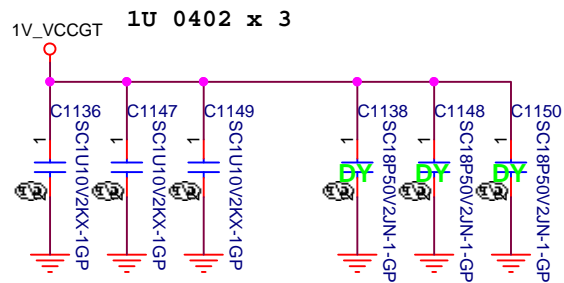 1U 0402 x 3
1V_VCCGT
C1136
SC1U10V2KX-1GP
1
C1147
SC1U10V2KX-1GP
1
C1149
SC1U10V2KX-1GP
1
C1138
SC18P50V2JN-1-GP
1
DY
C1148
SC18P50V2JN-1-GP
1
DY
C1150
SC18P50V2JN-1-GP
1
DY